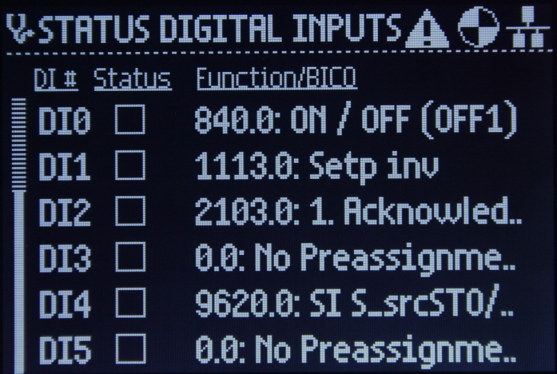 STATUS DIGITAL INPUTS
DI # Status Function/BICO
DI0 840.0: ON / OFF (OFF1)
DI1 1113.0: Setp inv
DI2 2103.0: 1. Acknowled..
DI3 0.0: No Preassignme..
DI4 9620.0: SI S_srcSTO/..
DI5 0.0: No Preassignme..